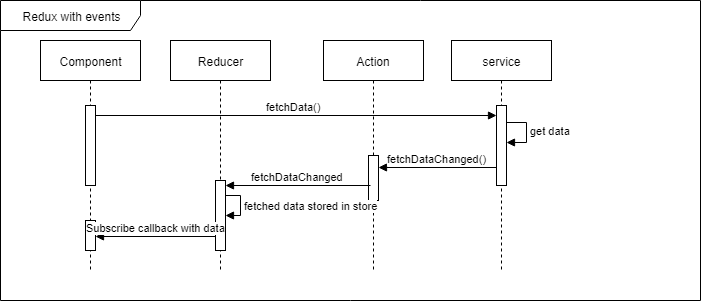 Redux with events
Component
Reducer
Action
service
fetchData()
get data
fetchDataChanged()
fetchDataChanged
fetched data stored in store
Subscribe callback with data